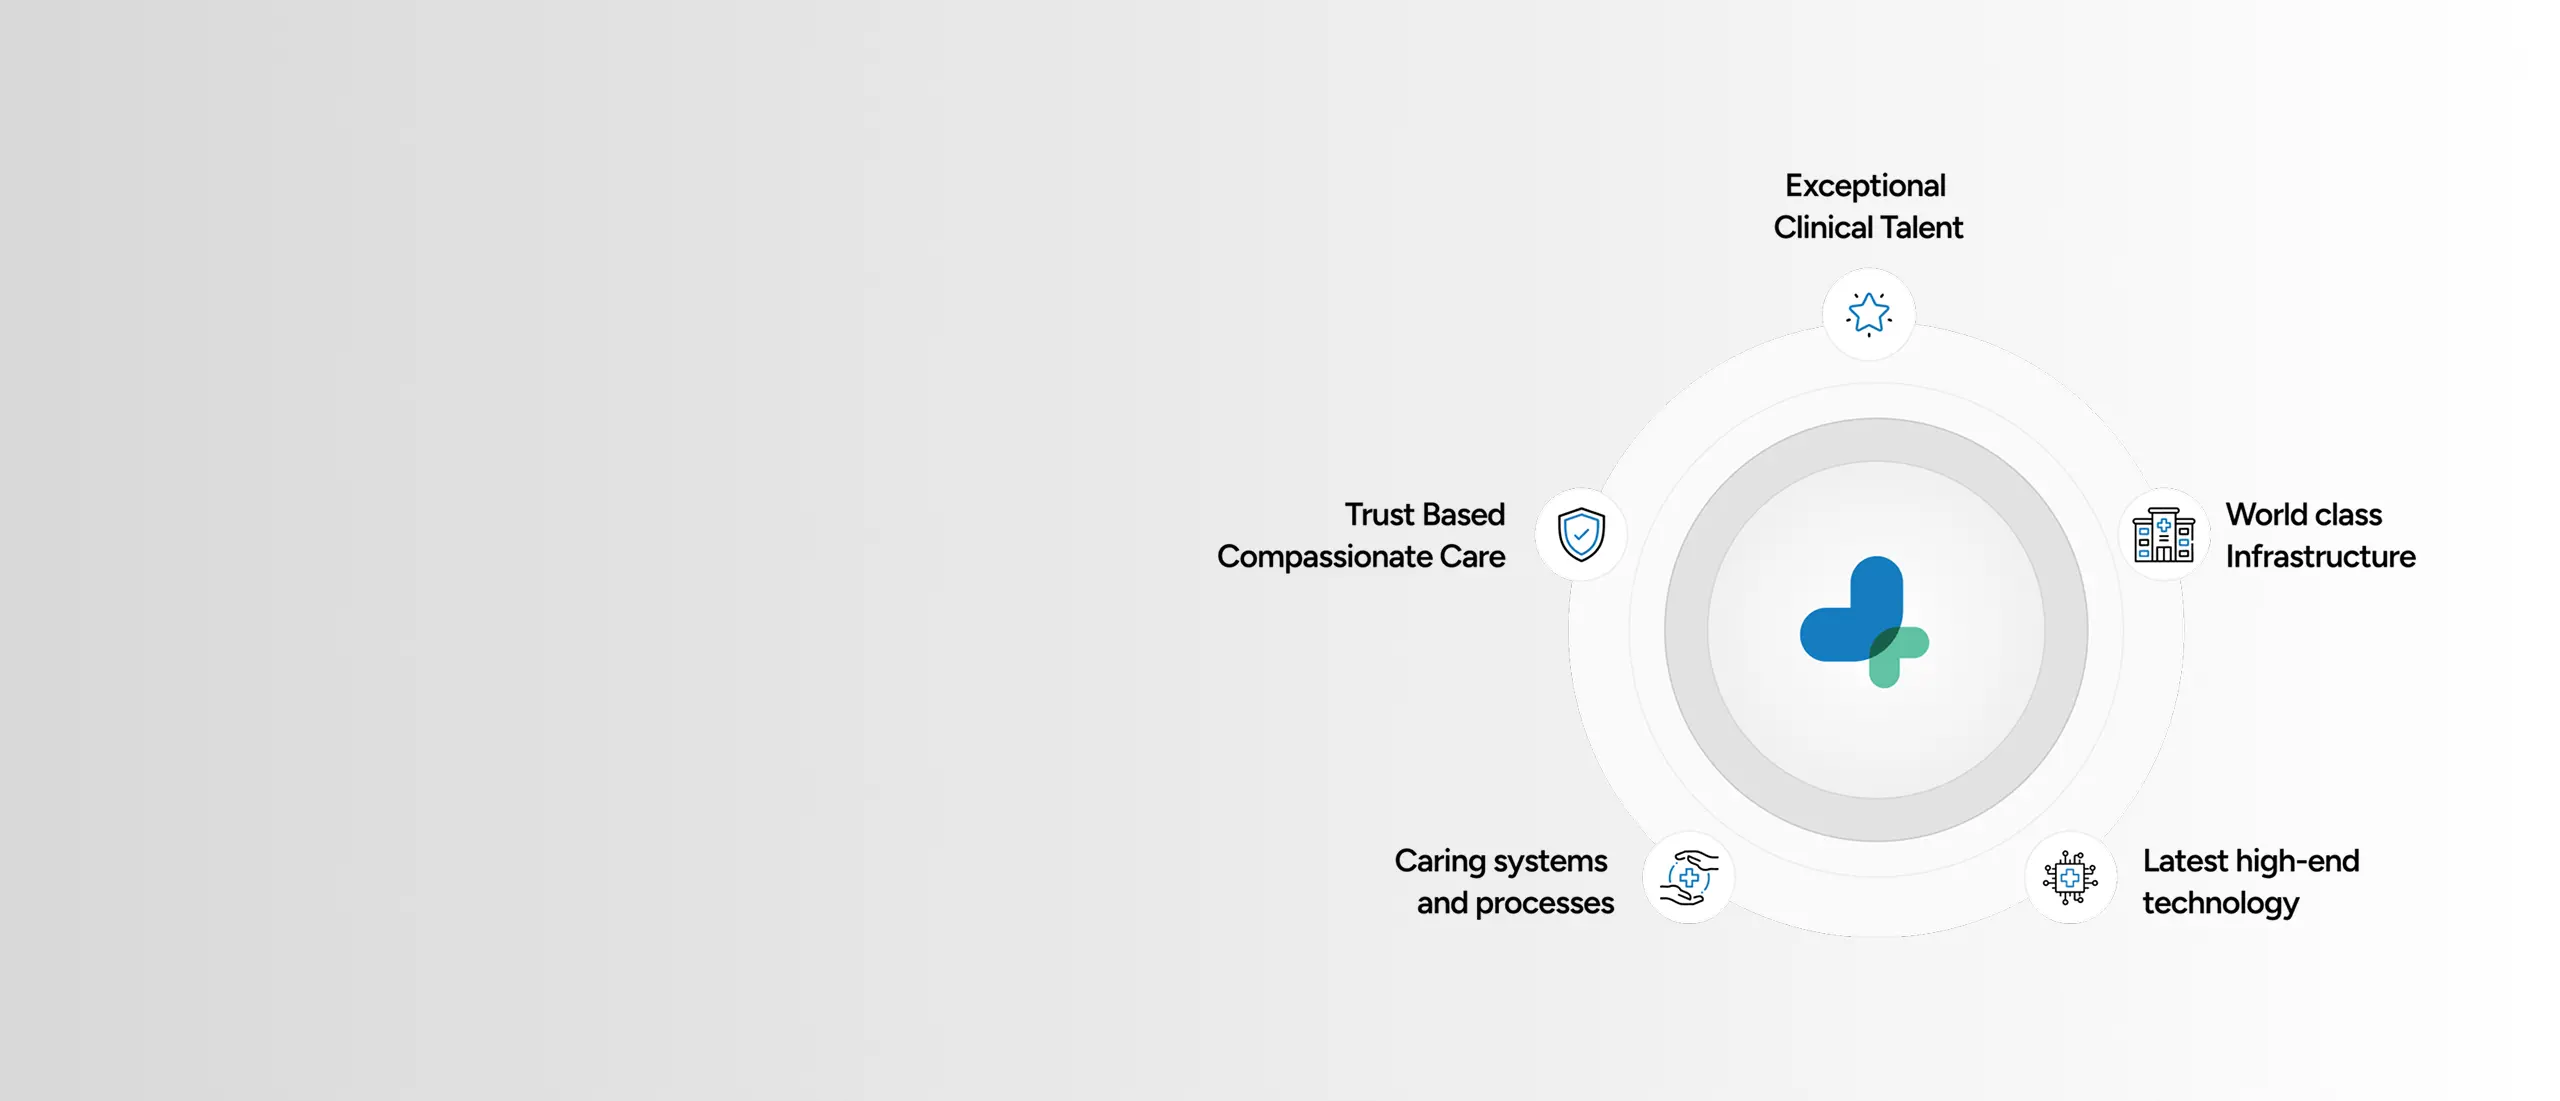 Exceptional
Clinical Talent
Trust Based
Compassionate Care
World class
Infrastructure
Caring systems
and processes
Latest high-end
technology